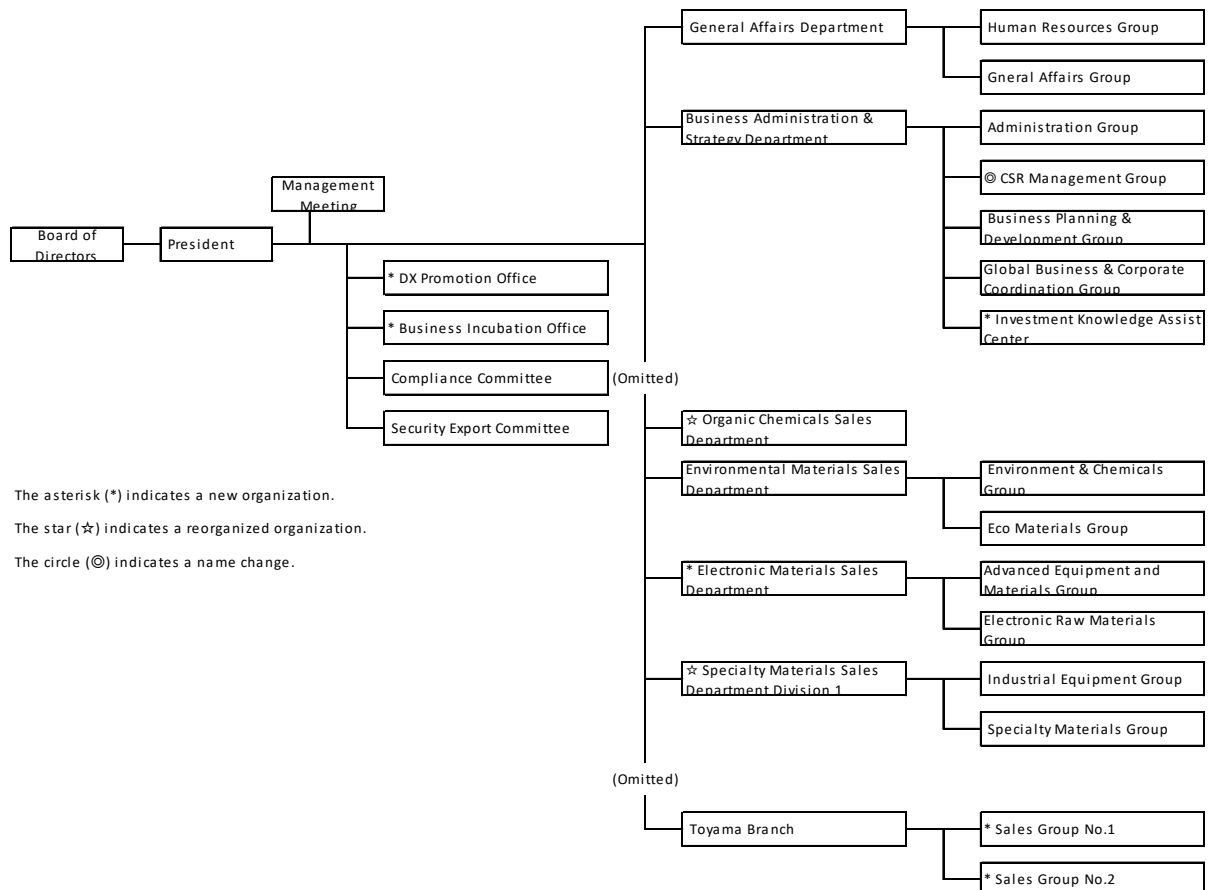 General Affairs Department
Human Resources Group
Gneral Affairs Group
Business Administration &
Strategy Department
Administration Group
◎ CSR Management Group
Business Planning &
Development Group
Global Business & Corporate
Coordination Group
* Investment Knowledge Assist
Center
Management
Meeting
Board of
Directors
President
* DX Promotion Office
* Business Incubation Office
Compliance Committee
Security Export Committee
(Omitted)
☆ Organic Chemicals Sales
Department
Environmental Materials Sales
Department
Environment & Chemicals
Group
Eco Materials Group
* Electronic Materials Sales
Department
Advanced Equipment and
Materials Group
Electronic Raw Materials
Group
☆ Specialty Materials Sales
Department Division 1
Industrial Equipment Group
Specialty Materials Group
(Omitted)
Toyama Branch
* Sales Group No.1
* Sales Group No.2
The asterisk (*) indicates a new organization.
The star (☆) indicates a reorganized organization.
The circle (◎) indicates a name change.